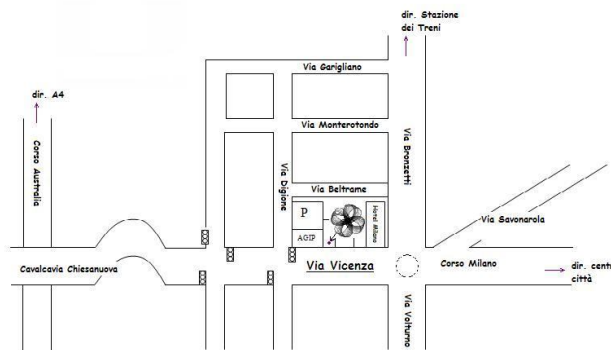 dir. Stazione
dei Treni
Via Garigliano
dir. A4
Via Monterotondo
Corso Australia
Via Bronzetti
Via Digione
Via Beltrame
P
Hotel Milano
AGIP
Via Savonarola
Cavalcavia Chiesanuova
Via Vicenza
Corso Milano
dir. cent
città
Via Volturno